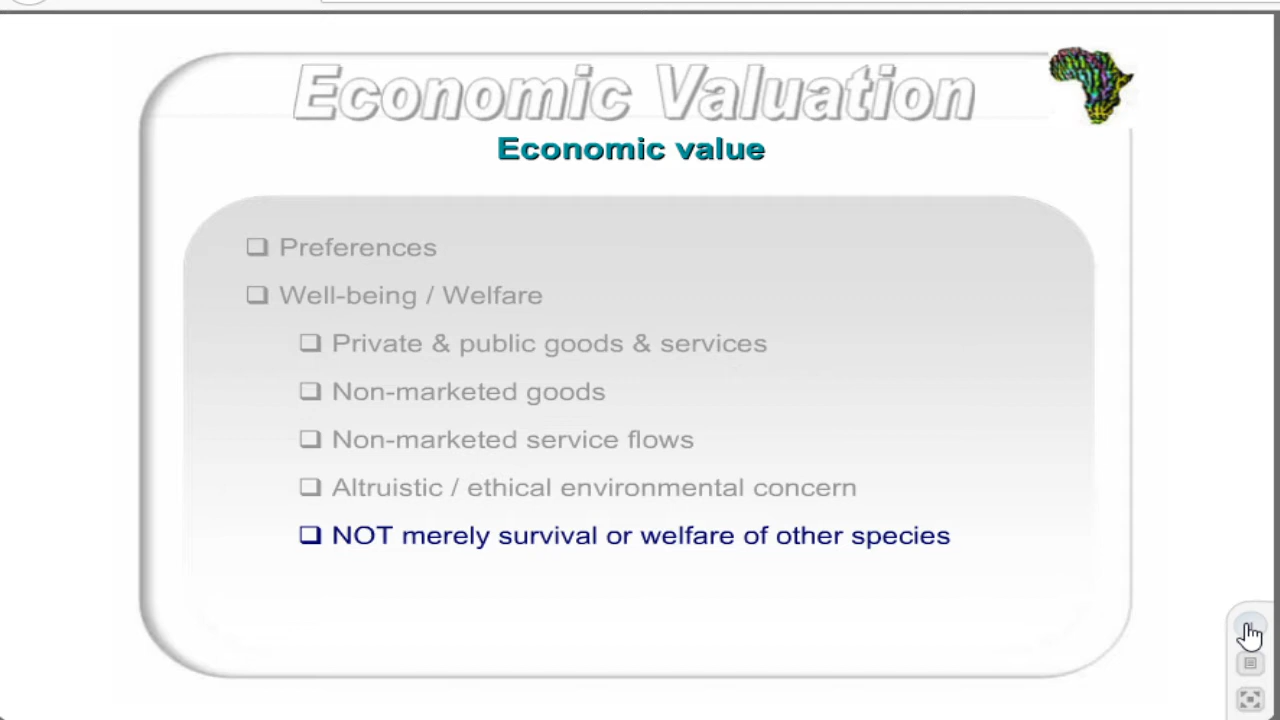 Economic Valuation
Economic value
Preferences
Well-being / Welfare
Private & public goods & services
Non-marketed goods
Non-marketed service flows
Altruistic / ethical environmental concern
NOT merely survival or welfare of other species